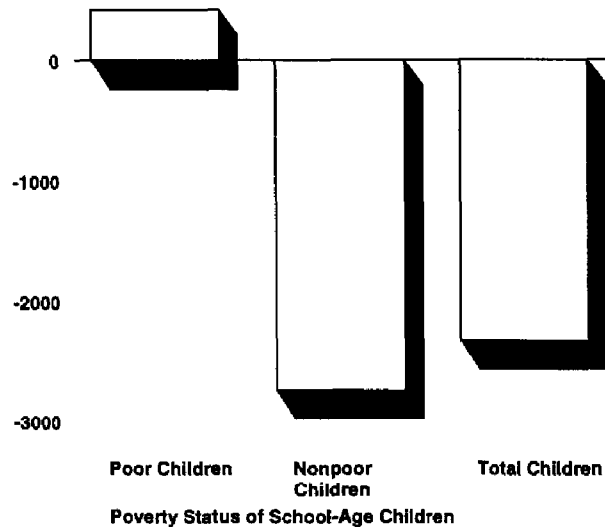 0
-1000
-2000
-3000
Poor Children
Nonpoor
Children
Total Children
Poverty Status of School-Age Children